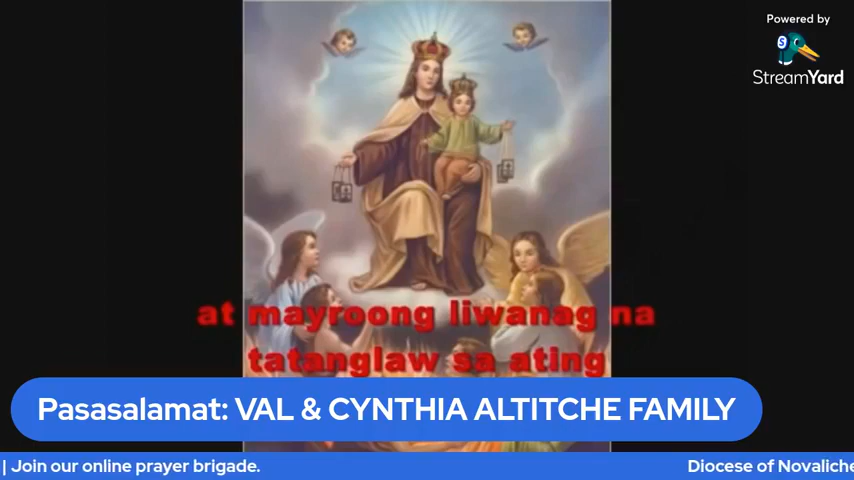 Powered by
StreamYard
at mayroong liwanag na
tatanglaw sa ating
Pasasalamat: VAL & CYNTHIA ALTITCHE FAMILY
| Join our online prayer brigade.
Diocese of Novaliche